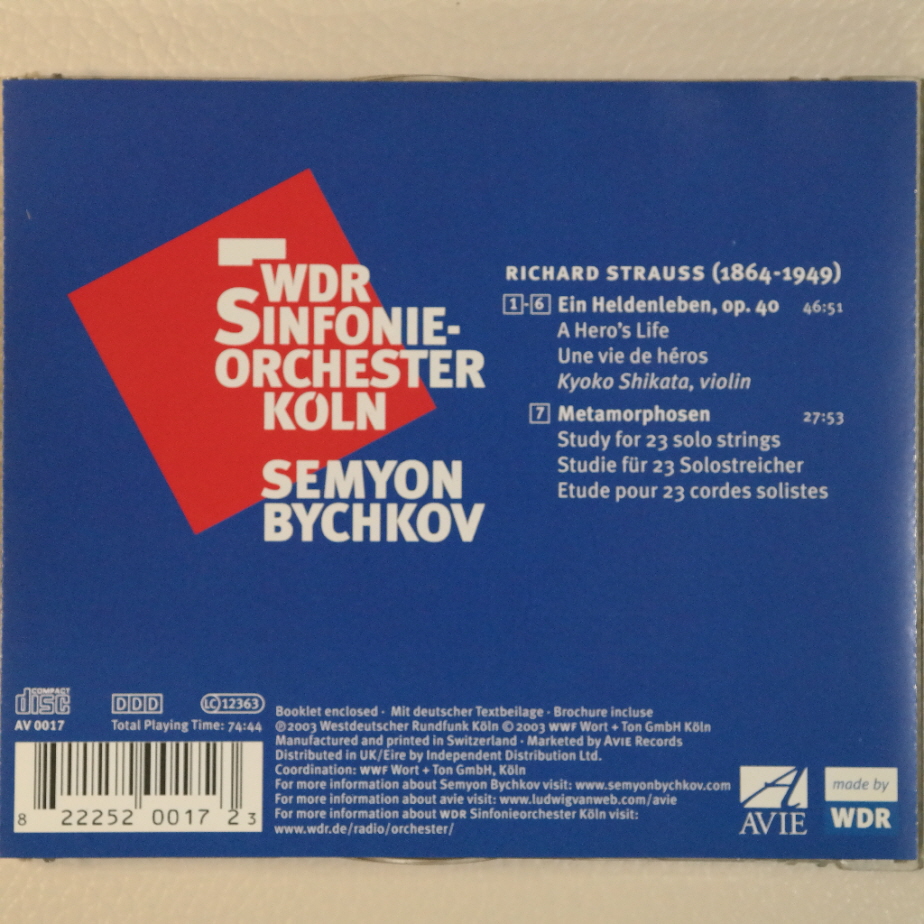 WDR
SINFONIE-
ORCHESTER
KÖLN
SEMYON
BYCHKOV
RICHARD STRAUSS (1864-1949)
1-6 Ein Heldenleben, op. 40 46:51
A Hero's Life
Une vie de héros
Kyoko Shikata, violin
7 Metamorphosen 27:53
Study for 23 solo strings
Studie für 23 Solostreicher
Etude pour 23 cordes solistes
COMPACT
disc
DDD
LC 12363
AV 0017
Total Playing Time: 74:44
8 22252 0017 2 3
Booklet enclosed · Mit deutscher Textbeilage · Brochure incluse
℗2003 Westdeutscher Rundfunk Köln © 2003 WWF Wort + Ton GmbH Köln
Manufactured and printed in Switzerland · Marketed by AVIE Records
Distributed in UK/Eire by Independent Distribution Ltd.
Coordination: WWF Wort + Ton GmbH, Köln
For more information about Semyon Bychkov visit: www.semyonbychkov.com
For more information about avie visit: www.ludwigvanweb.com/avie
For more information about WDR Sinfonieorchester Köln visit:
www.wdr.de/radio/orchester/
A
AVIE
made by
WDR